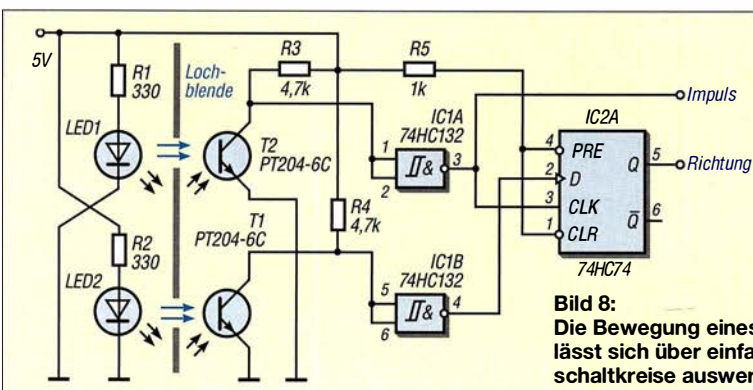 5V
R1
330
LED1
R2
330
LED2
Loch-
blende
R3
4,7k
T2
PT204-6C
T1
PT204-6C
R4
4,7k
R5
1k
IC1A
74HC132
1
2
&
3
IC1B
74HC132
5
6
&
4
IC2A
4
PRE
2
D
3
CLK
1
CLR
Q
5
Q̅
6
74HC74
Impuls
Richtung
Bild 8:
Die Bewegung eines
lässt sich über einfa
schaltkreise auswer